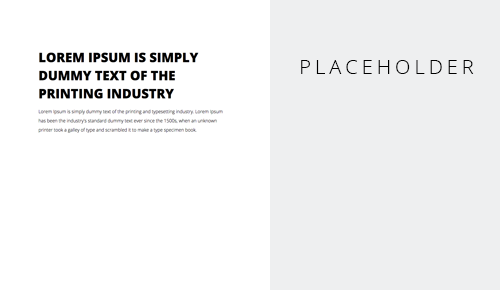 LOREM IPSUM IS SIMPLY
DUMMY TEXT OF THE
PRINTING INDUSTRY
Lorem Ipsum is simply dummy text of the printing and typesetting industry. Lorem Ipsum
has been the industry's standard dummy text ever since the 1500s, when an unknown
printer took a galley of type and scrambled it to make a type specimen book.
PLACEHOLDER